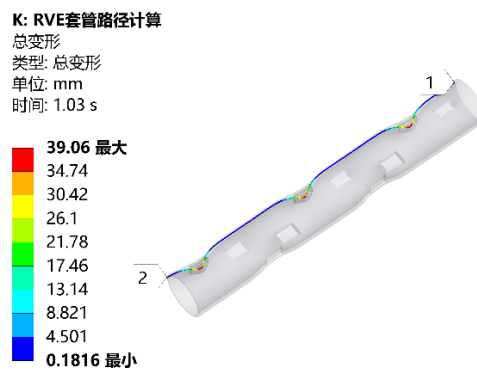 K: RVE套管路径计算
总变形
类型: 总变形
单位: mm
时间: 1.03 s
39.06 最大
34.74
30.42
26.1
21.78
17.46
13.14
8.821
4.501
0.1816 最小
1
2